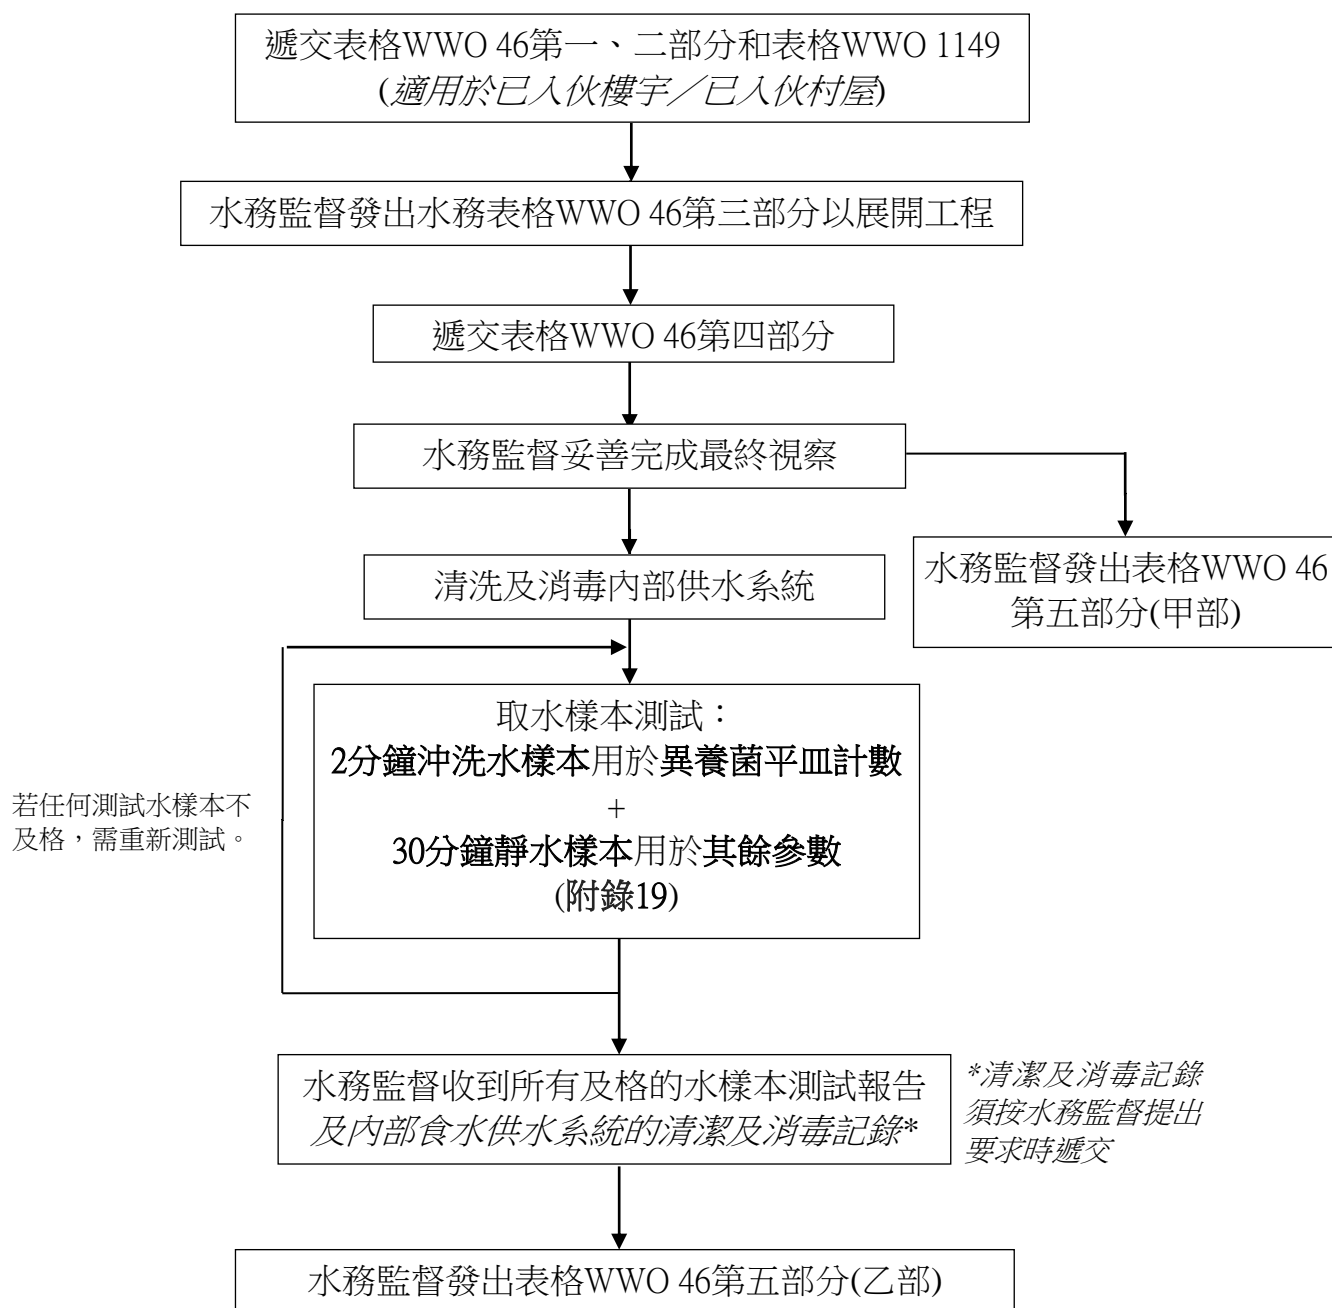 遞交表格WWO 46第一、二部分和表格WWO 1149
(適用於已入伙樓宇／已入伙村屋)
水務監督發出水務表格WWO 46第三部分以展開工程
遞交表格WWO 46第四部分
水務監督妥善完成最終視察
清洗及消毒內部供水系統
水務監督發出表格WWO 46
第五部分(甲部)
取水樣本測試：
2分鐘沖洗水樣本用於異養菌平皿計數
+
30分鐘靜水樣本用於其餘參數
(附錄19)
若任何測試水樣本不
及格，需重新測試。
水務監督收到所有及格的水樣本測試報告
及內部食水供水系統的清潔及消毒記錄*
*清潔及消毒記錄
須按水務監督提出
要求時遞交
水務監督發出表格WWO 46第五部分(乙部)